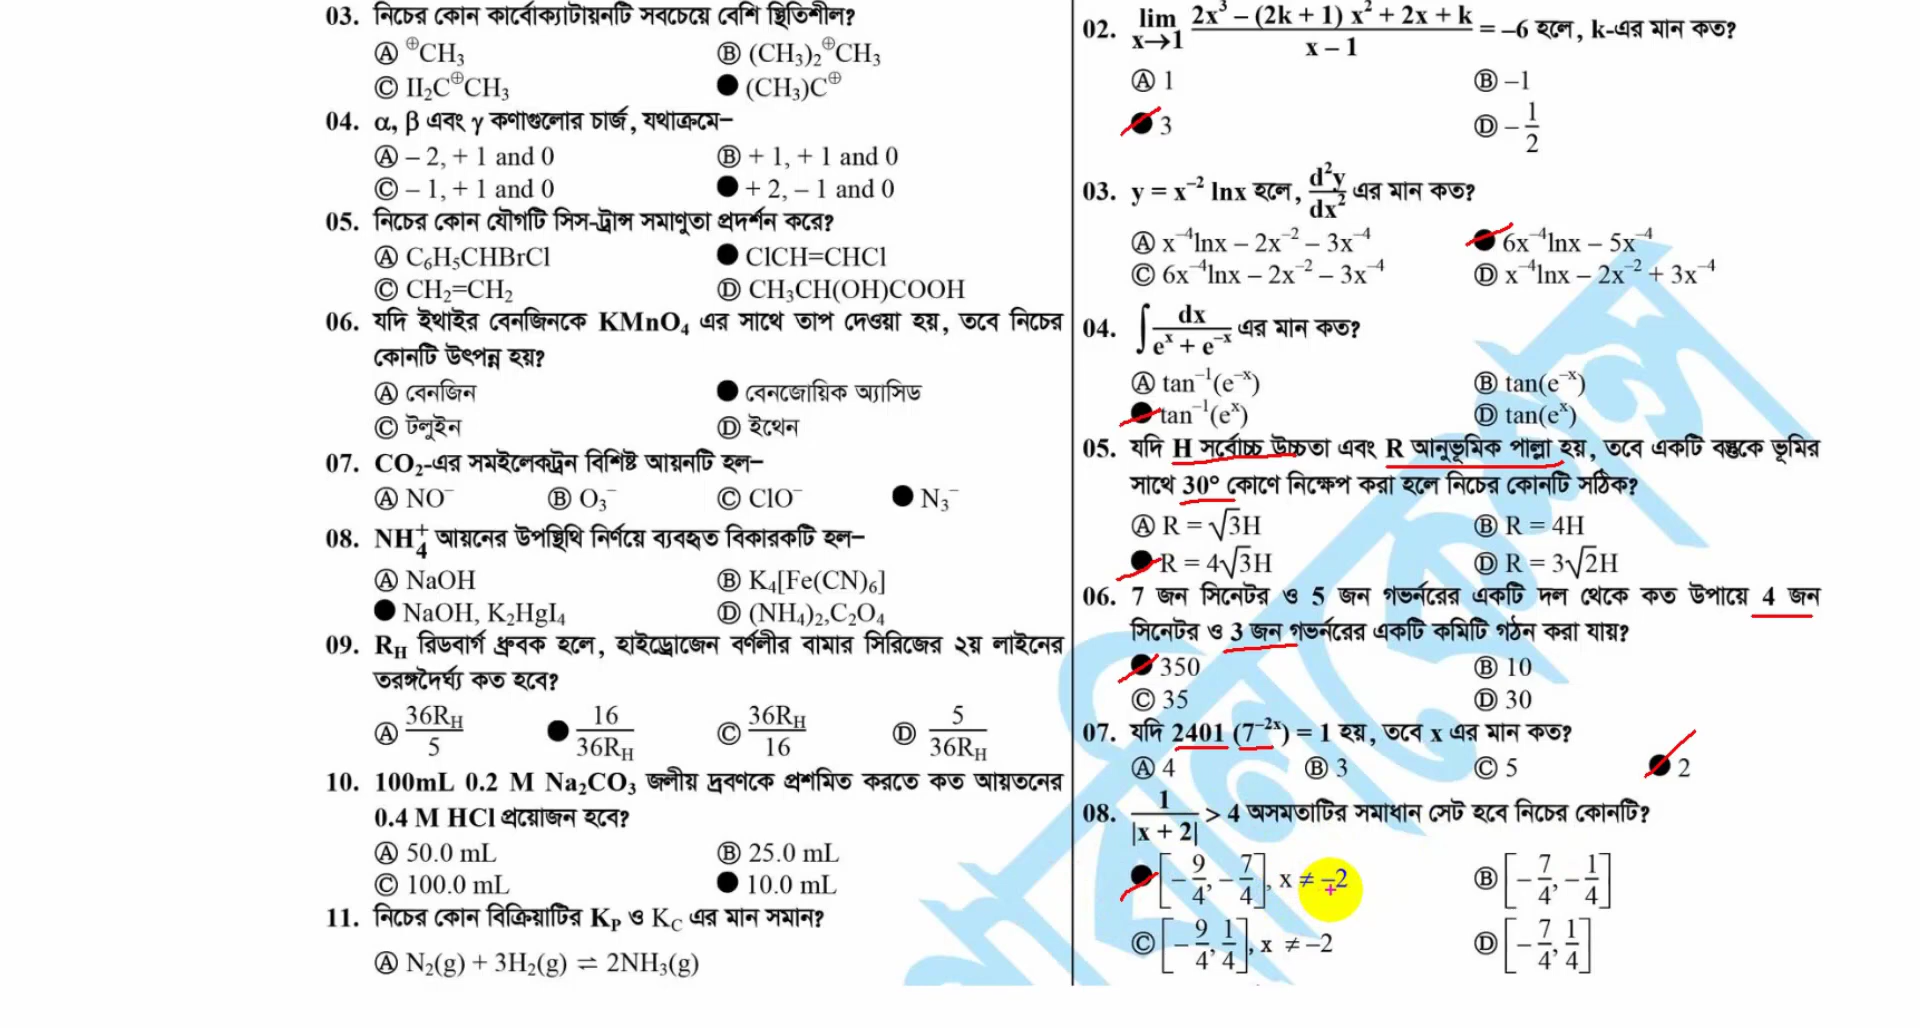 03. নিচের কোন কার্বোক্যাটায়নটি সবচেয়ে বেশি স্থিতিশীল?
Ⓐ ⊕CH₃ Ⓑ (CH₃)₂⊕CH₃
Ⓒ II₂C⊕CH₃ ● (CH₃)C⊕
04. α, β এবং γ কণাগুলোর চার্জ, যথাক্রমে–
Ⓐ – 2, + 1 and 0 Ⓑ + 1, + 1 and 0
Ⓒ – 1, + 1 and 0 ● + 2, – 1 and 0
05. নিচের কোন যৌগটি সিস-ট্রান্স সমাণুতা প্রদর্শন করে?
Ⓐ C₆H₅CHBrCl ● ClCH=CHCl
Ⓒ CH₂=CH₂ Ⓓ CH₃CH(OH)COOH
06. যদি ইথাইর বেনজিনকে KMnO₄ এর সাথে তাপ দেওয়া হয়, তবে নিচের
কোনটি উৎপন্ন হয়?
Ⓐ বেনজিন ● বেনজোয়িক অ্যাসিড
Ⓒ টলুইন Ⓓ ইথেন
07. CO₂-এর সমইলেকট্রন বিশিষ্ট আয়নটি হল–
Ⓐ NO⁻ Ⓑ O₃⁻ Ⓒ ClO⁻ ● N₃⁻
08. NH₄⁺ আয়নের উপস্থিথি নির্ণয়ে ব্যবহৃত বিকারকটি হল–
Ⓐ NaOH Ⓑ K₄[Fe(CN)₆]
● NaOH, K₂HgI₄ Ⓓ (NH₄)₂,C₂O₄
09. R_H রিডবার্গ ধ্রুবক হলে, হাইড্রোজেন বর্ণলীর বামার সিরিজের ২য় লাইনের
তরঙ্গদৈর্ঘ্য কত হবে?
Ⓐ 36R_H/5 ● 16/36R_H Ⓒ 36R_H/16 Ⓓ 5/36R_H
10. 100mL 0.2 M Na₂CO₃ জলীয় দ্রবণকে প্রশমিত করতে কত আয়তনের
0.4 M HCl প্রয়োজন হবে?
Ⓐ 50.0 mL Ⓑ 25.0 mL
Ⓒ 100.0 mL ● 10.0 mL
11. নিচের কোন বিক্রিয়াটির K_P ও K_C এর মান সমান?
Ⓐ N₂(g) + 3H₂(g) ⇌ 2NH₃(g)
02. lim x→1 (2x³ – (2k + 1) x² + 2x + k)/(x – 1) = –6 হলে, k-এর মান কত?
Ⓐ 1 Ⓑ –1
● 3 Ⓓ –1/2
03. y = x⁻² lnx হলে, d²y/dx² এর মান কত?
Ⓐ x⁻⁴lnx – 2x⁻² – 3x⁻⁴ ● 6x⁻⁴lnx – 5x⁻⁴
Ⓒ 6x⁻⁴lnx – 2x⁻² – 3x⁻⁴ Ⓓ x⁻⁴lnx – 2x⁻² + 3x⁻⁴
04. ∫ dx/(eˣ + e⁻ˣ) এর মান কত?
Ⓐ tan⁻¹(e⁻ˣ) Ⓑ tan(e⁻ˣ)
● tan⁻¹(eˣ) Ⓓ tan(eˣ)
05. যদি H সর্বোচ্চ উচ্চতা এবং R আনুভূমিক পাল্লা হয়, তবে একটি বস্তুকে ভূমির
সাথে 30° কোণে নিক্ষেপ করা হলে নিচের কোনটি সঠিক?
Ⓐ R = √3H Ⓑ R = 4H
● R = 4√3H Ⓓ R = 3√2H
06. 7 জন সিনেটর ও 5 জন গভর্নরের একটি দল থেকে কত উপায়ে 4 জন
সিনেটর ও 3 জন গভর্নরের একটি কমিটি গঠন করা যায়?
● 350 Ⓑ 10
Ⓒ 35 Ⓓ 30
07. যদি 2401 (7⁻²ˣ) = 1 হয়, তবে x এর মান কত?
Ⓐ 4 Ⓑ 3 Ⓒ 5 ● 2
08. 1/|x + 2| > 4 অসমতাটির সমাধান সেট হবে নিচের কোনটি?
● [–9/4, –7/4], x ≠ –2 Ⓑ [–7/4, –1/4]
Ⓒ [–9/4, 1/4], x ≠ –2 Ⓓ [–7/4, 1/4]